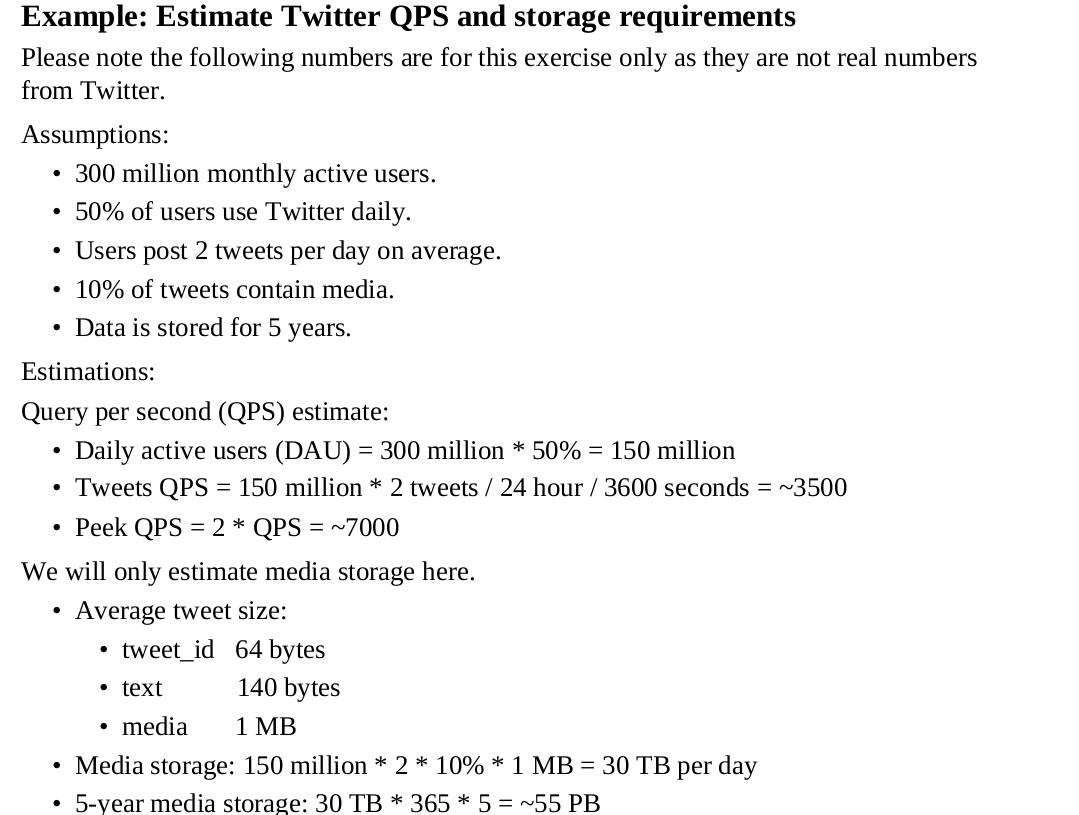 Example: Estimate Twitter QPS and storage requirements
Please note the following numbers are for this exercise only as they are not real numbers
from Twitter.
Assumptions:
• 300 million monthly active users.
• 50% of users use Twitter daily.
• Users post 2 tweets per day on average.
• 10% of tweets contain media.
• Data is stored for 5 years.
Estimations:
Query per second (QPS) estimate:
• Daily active users (DAU) = 300 million * 50% = 150 million
• Tweets QPS = 150 million * 2 tweets / 24 hour / 3600 seconds = ~3500
• Peek QPS = 2 * QPS = ~7000
We will only estimate media storage here.
• Average tweet size:
• tweet_id 64 bytes
• text 140 bytes
• media 1 MB
• Media storage: 150 million * 2 * 10% * 1 MB = 30 TB per day
• 5-year media storage: 30 TB * 365 * 5 = ~55 PB